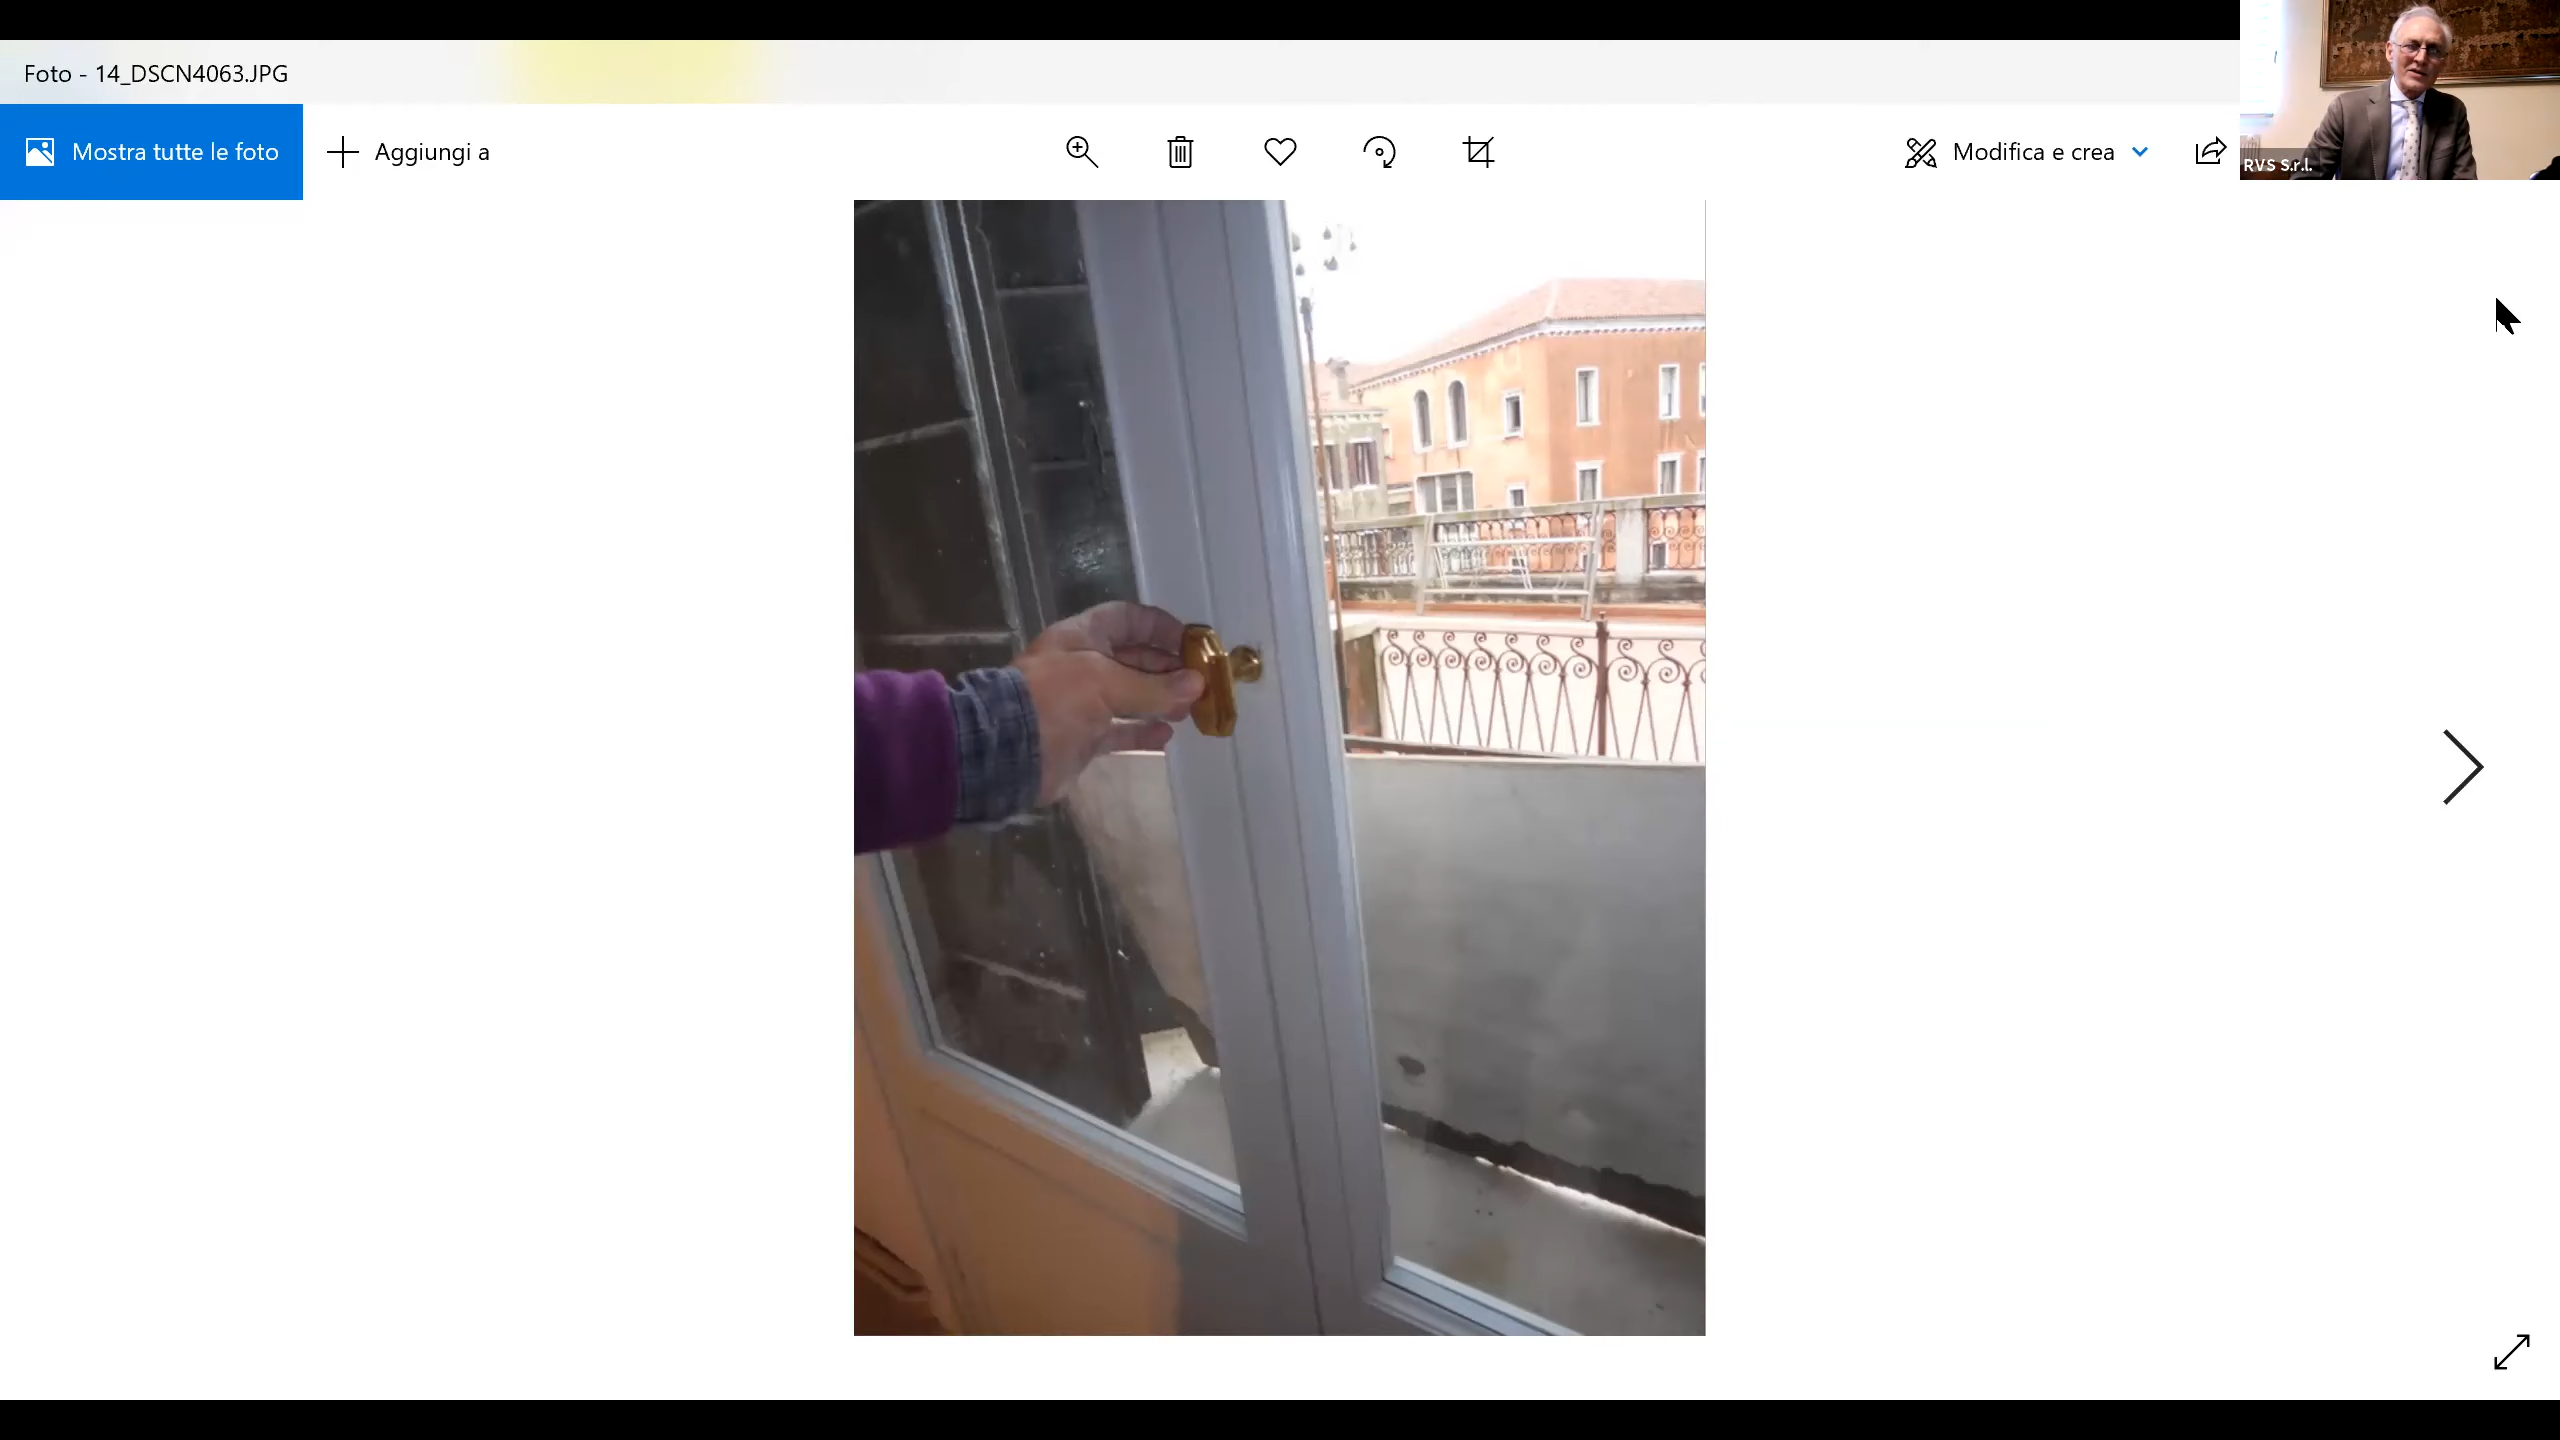 Foto - 14_DSCN4063.JPG
Mostra tutte le foto
Aggiungi a
Modifica e crea
RVS S.r.l.